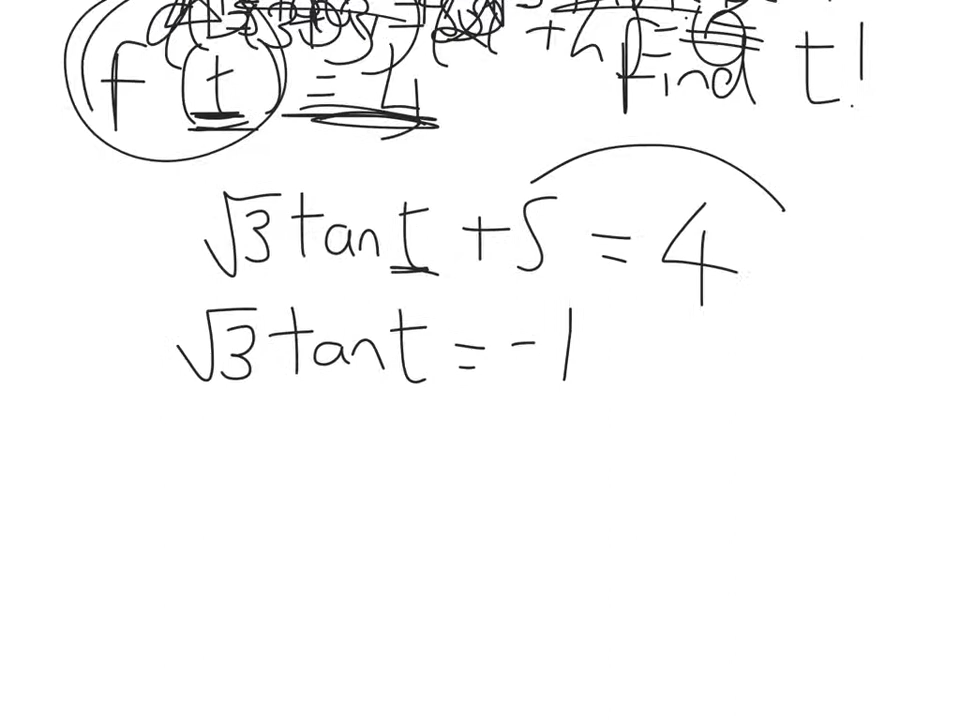 f(t) = 4 find t!
√3 tan t + 5 = 4
√3 tan t = -1